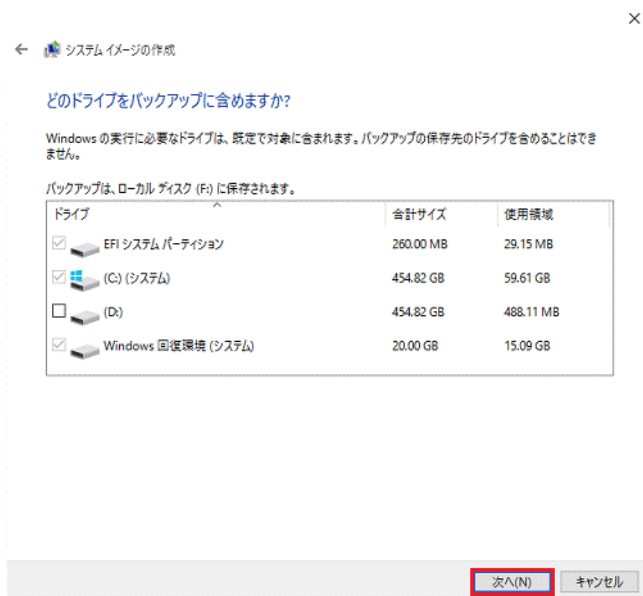 システム イメージの作成
どのドライブをバックアップに含めますか?
Windows の実行に必要なドライブは、既定で対象に含まれます。バックアップの保存先のドライブを含めることはでき
ません。
バックアップは、ローカル ディスク (F:) に保存されます。
ドライブ 合計サイズ 使用領域
EFI システム パーティション 260.00 MB 29.15 MB
(C:) (システム) 454.82 GB 59.61 GB
(D:) 454.82 GB 488.11 MB
Windows 回復環境 (システム) 20.00 GB 15.09 GB
次へ(N) キャンセル